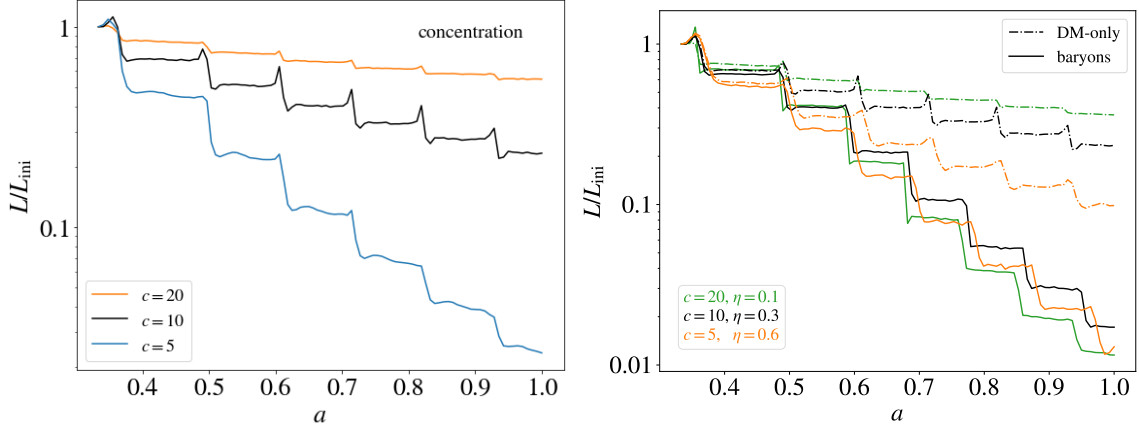 1
0.1
L/L_ini
0.4 0.5 0.6 0.7 0.8 0.9 1.0
a
concentration
c = 20
c = 10
c = 5
1
0.1
0.01
L/L_ini
0.4 0.5 0.6 0.7 0.8 0.9 1.0
a
DM-only
baryons
c = 20, η = 0.1
c = 10, η = 0.3
c = 5, η = 0.6